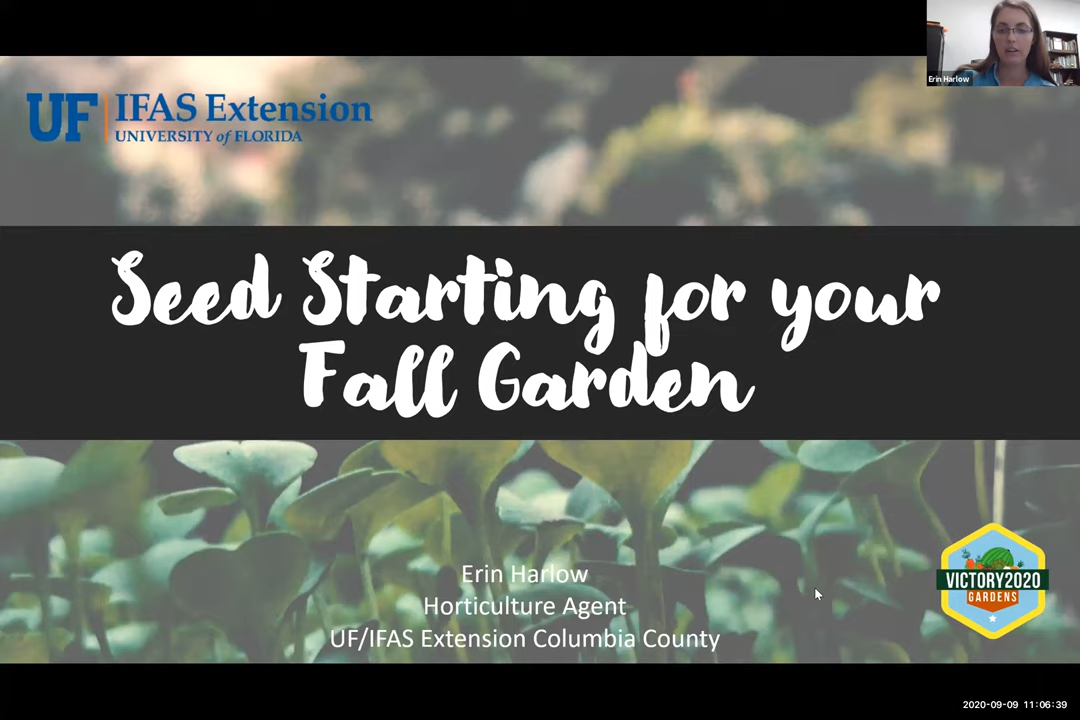 Erin Harlow
UF IFAS Extension
UNIVERSITY of FLORIDA
Seed Starting for your
Fall Garden
Erin Harlow
Horticulture Agent
UF/IFAS Extension Columbia County
VICTORY2020
GARDENS
2020-09-09 11:06:39